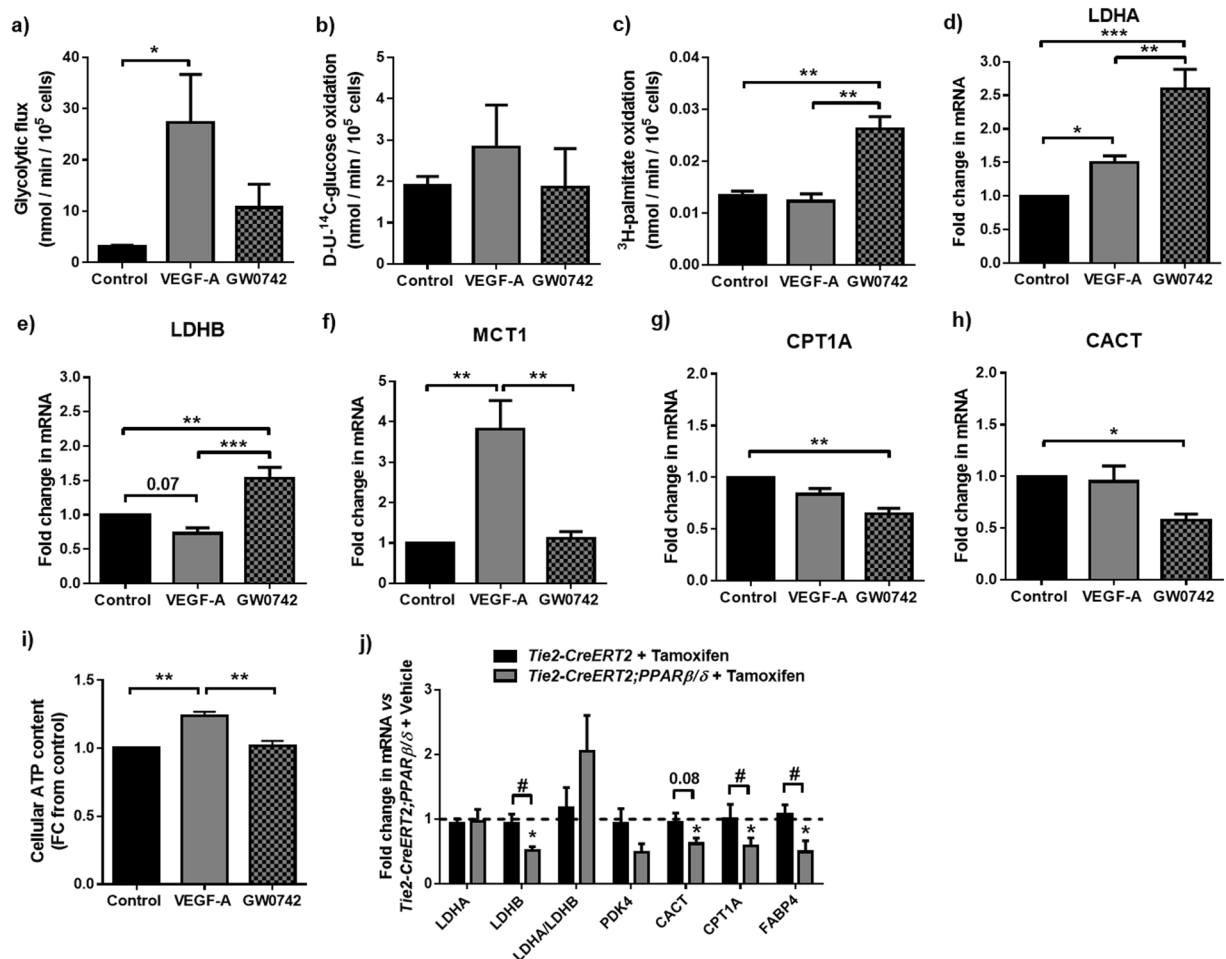 a)
*
Glycolytic flux
(nmol / min / 10⁵ cells)
40
30
20
10
0
Control VEGF-A GW0742
b)
D-U-¹⁴C-glucose oxidation
(nmol / min / 10⁵ cells)
5
4
3
2
1
0
Control VEGF-A GW0742
c)
**
**
³H-palmitate oxidation
(nmol / min / 10⁵ cells)
0.04
0.03
0.02
0.01
0.00
Control VEGF-A GW0742
d)
LDHA
***
**
*
Fold change in mRNA
3.0
2.5
2.0
1.5
1.0
0.5
0.0
Control VEGF-A GW0742
e)
LDHB
**
***
0.07
Fold change in mRNA
3.0
2.5
2.0
1.5
1.0
0.5
0.0
Control VEGF-A GW0742
f)
MCT1
** **
Fold change in mRNA
5
4
3
2
1
0
Control VEGF-A GW0742
g)
CPT1A
**
Fold change in mRNA
2.0
1.5
1.0
0.5
0.0
Control VEGF-A GW0742
h)
CACT
*
Fold change in mRNA
2.0
1.5
1.0
0.5
0.0
Control VEGF-A GW0742
i)
** **
Cellular ATP content
(FC from control)
1.5
1.0
0.5
0.0
Control VEGF-A GW0742
j)
Tie2-CreERT2 + Tamoxifen
Tie2-CreERT2;PPARβ/δ + Tamoxifen
Fold change in mRNA vs
Tie2-CreERT2;PPARβ/δ + Vehicle
3
2
1
0
# 0.08 # #
* * * *
LDHA LDHB LDHA/LDHB PDK4 CACT CPT1A FABP4